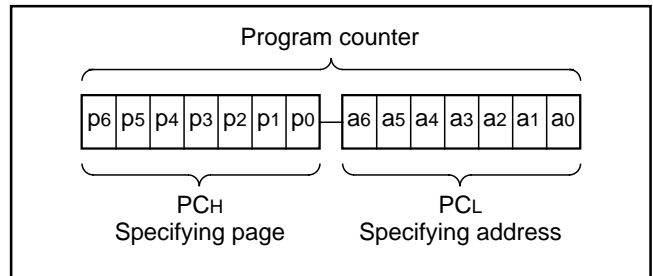 Program counter
p6 p5 p4 p3 p2 p1 p0 a6 a5 a4 a3 a2 a1 a0
PCH PCL
Specifying page Specifying address